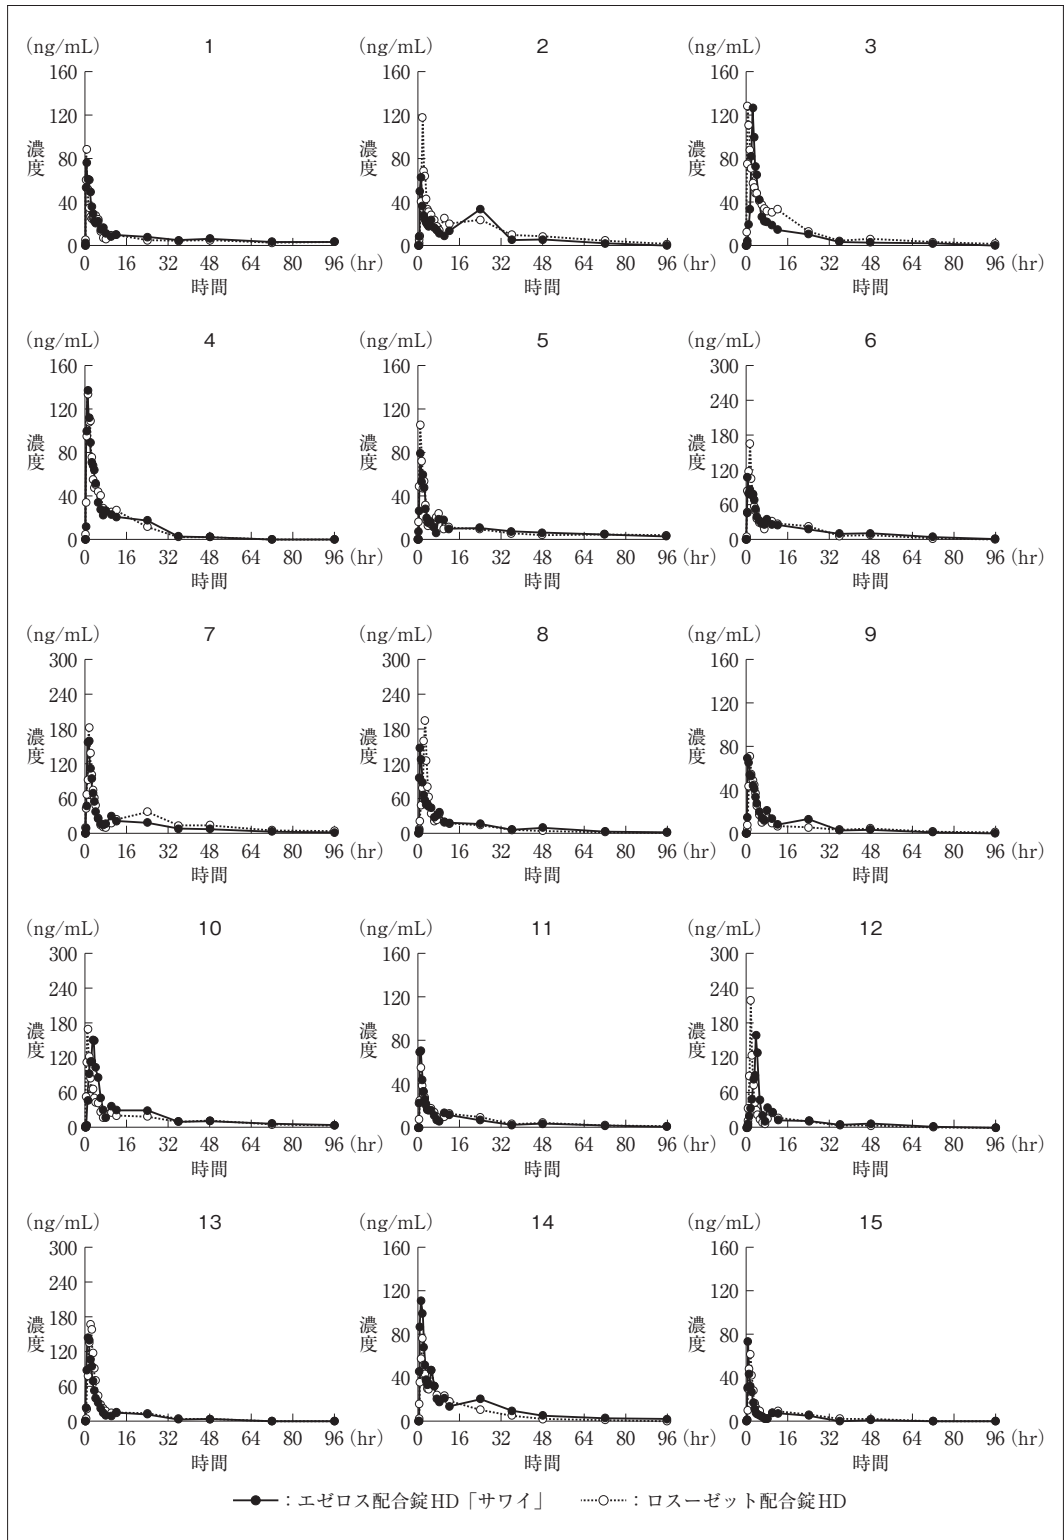 (ng/mL) 1 (ng/mL) 2 (ng/mL) 3
160 160 160
120 120 120
濃度 80 濃度 80 濃度 80
40 40 40
0 0 0
0 16 32 48 64 80 96 (hr) 0 16 32 48 64 80 96 (hr) 0 16 32 48 64 80 96 (hr)
時間 時間 時間
(ng/mL) 4 (ng/mL) 5 (ng/mL) 6
160 160 300
120 120 240
濃度 80 濃度 80 濃度 180
40 40 120
0 0 60
0
0 16 32 48 64 80 96 (hr) 0 16 32 48 64 80 96 (hr) 0 16 32 48 64 80 96 (hr)
時間 時間 時間
(ng/mL) 7 (ng/mL) 8 (ng/mL) 9
300 300 160
240 240 120
濃度 180 濃度 180 濃度 80
120 120 40
60 60 0
0 0
0 16 32 48 64 80 96 (hr) 0 16 32 48 64 80 96 (hr) 0 16 32 48 64 80 96 (hr)
時間 時間 時間
(ng/mL) 10 (ng/mL) 11 (ng/mL) 12
300 160 300
240 120 240
濃度 180 濃度 80 濃度 180
120 40 120
60 0 60
0 0
0 16 32 48 64 80 96 (hr) 0 16 32 48 64 80 96 (hr) 0 16 32 48 64 80 96 (hr)
時間 時間 時間
(ng/mL) 13 (ng/mL) 14 (ng/mL) 15
300 160 160
240 120 120
濃度 180 濃度 80 濃度 80
120 40 40
60 0 0
0
0 16 32 48 64 80 96 (hr) 0 16 32 48 64 80 96 (hr) 0 16 32 48 64 80 96 (hr)
時間 時間 時間
:エゼロス配合錠HD「サワイ」 :ロスーゼット配合錠HD